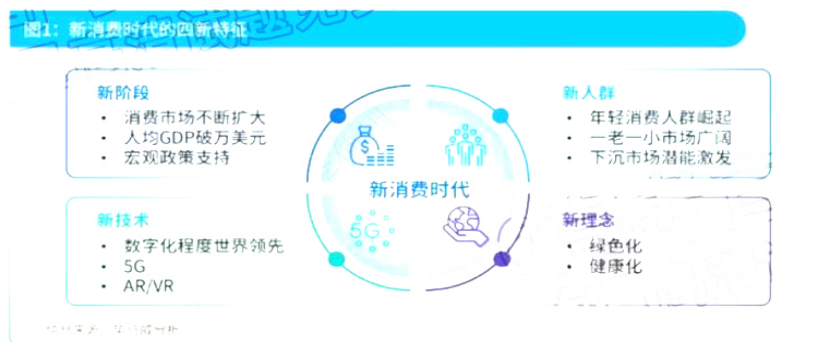 图1：新消费时代的四新特征
新阶段
• 消费市场不断扩大
• 人均GDP破万美元
• 宏观政策支持
新人群
• 年轻消费人群崛起
• 一老一小市场广阔
• 下沉市场潜能激发
新消费时代
$
5G
新技术
• 数字化程度世界领先
• 5G
• AR/VR
新理念
• 绿色化
• 健康化